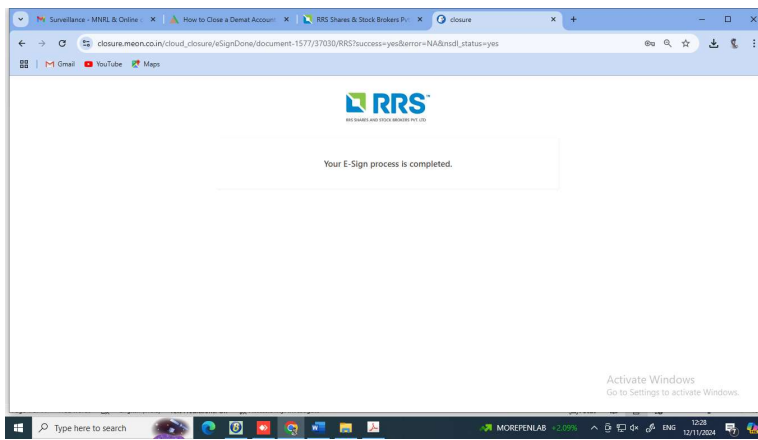 Surveillance - MNRL & Online c
How to Close a Demat Account
RRS Shares & Stock Brokers Pvt
closure
closure.meon.co.in/cloud_closure/eSignDone/document-1577/37030/RRS?success=yes&error=NA&nsdl_status=yes
Gmail
YouTube
Maps
RRS™
RRS SHARES AND STOCK BROKERS PVT. LTD.
Your E-Sign process is completed.
Activate Windows
Go to Settings to activate Windows.
Type here to search
MOREPENLAB +2.09%
ENG
12:28
12/11/2024